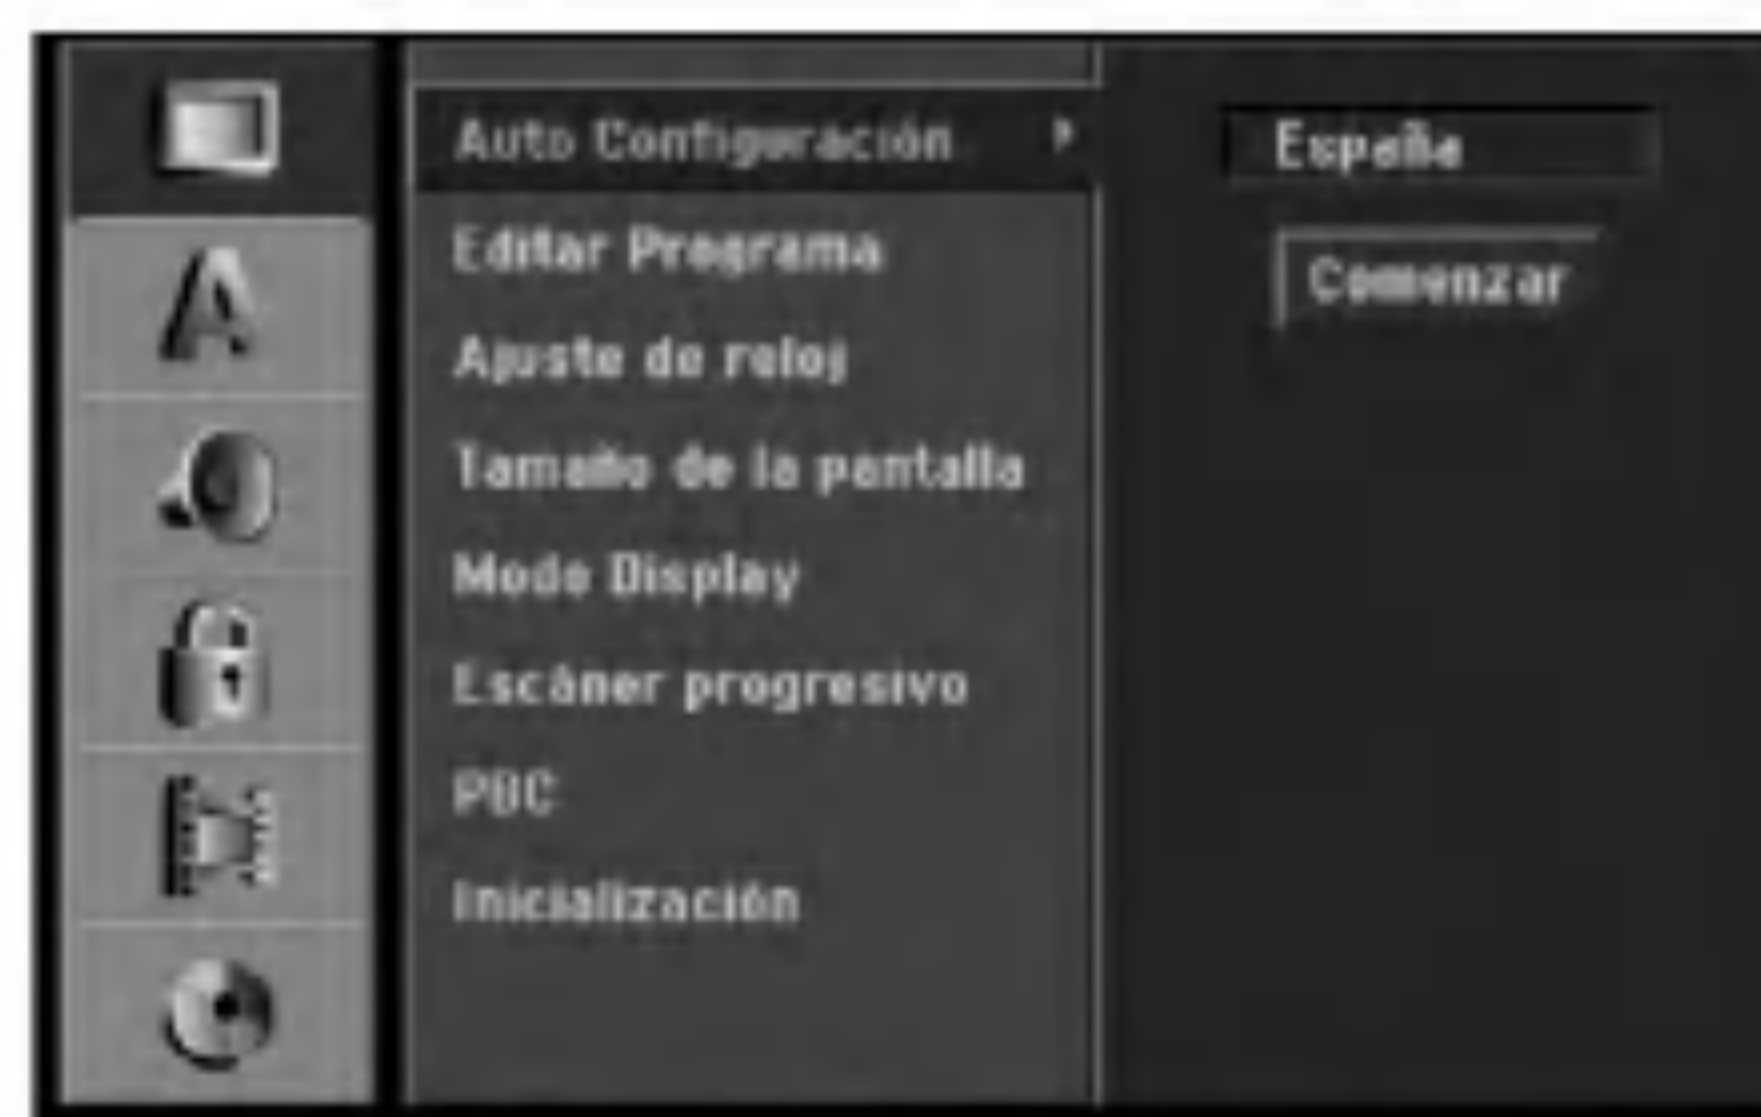 Auto Configuración
España
Comenzar
Editar Programa
Ajuste de reloj
Tamaño de la pantalla
Modo Display
Escáner progresivo
PBC
Inicialización